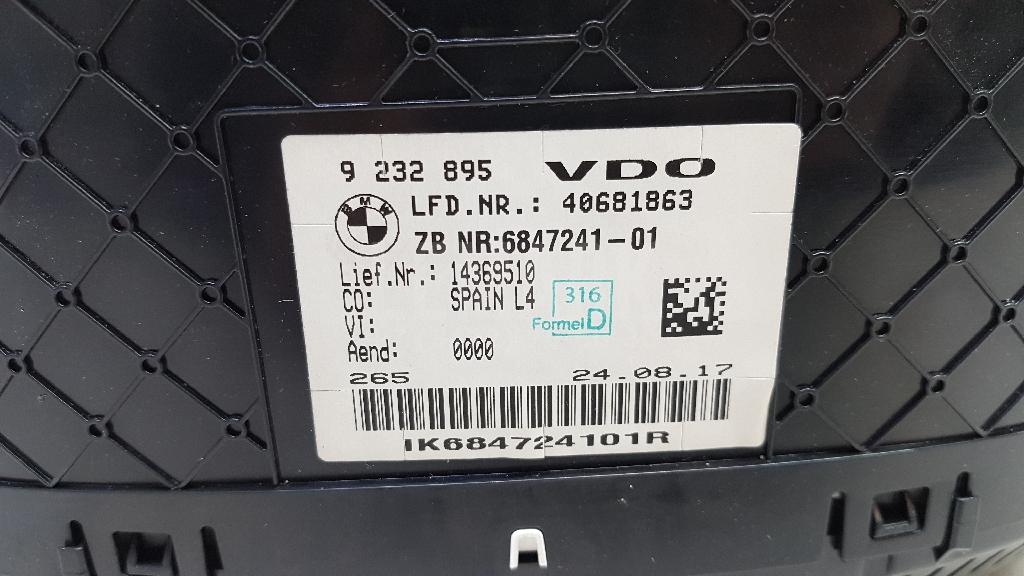 9 232 895 VDO
BMW
LFD.NR.: 40681863
ZB NR:6847241-01
Lief.Nr.: 14369510
CO: SPAIN L4
VI:
Aend: 0000
316
FormelD
265 24.08.17
IK684724101R